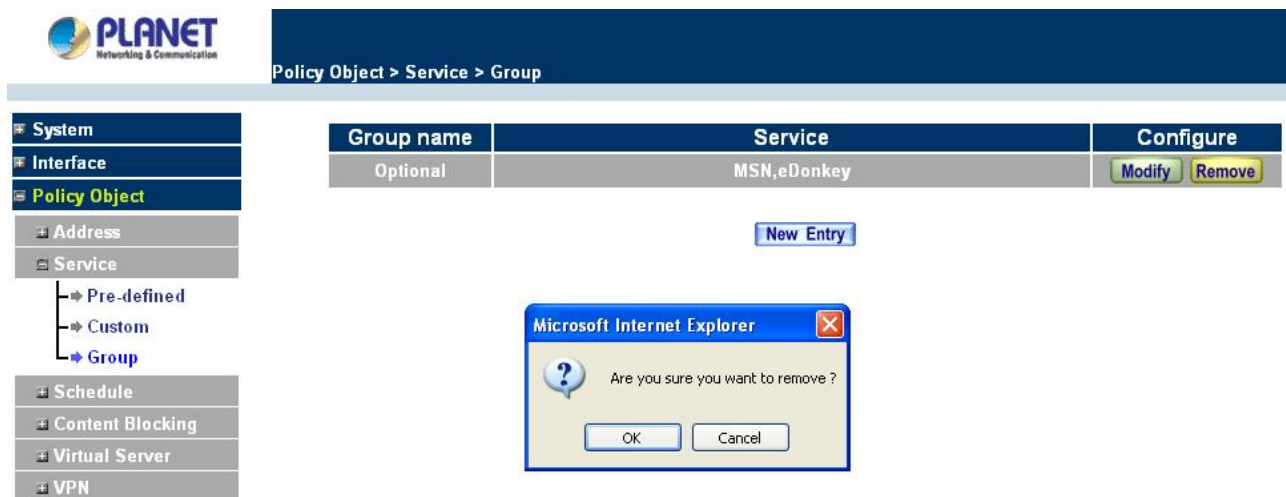 PLANET
Networking & Communication
Policy Object > Service > Group
System
Interface
Policy Object
Address
Service
Pre-defined
Custom
Group
Schedule
Content Blocking
Virtual Server
VPN
Group name Service Configure
Optional MSN,eDonkey Modify Remove
New Entry
Microsoft Internet Explorer
Are you sure you want to remove ?
OK Cancel